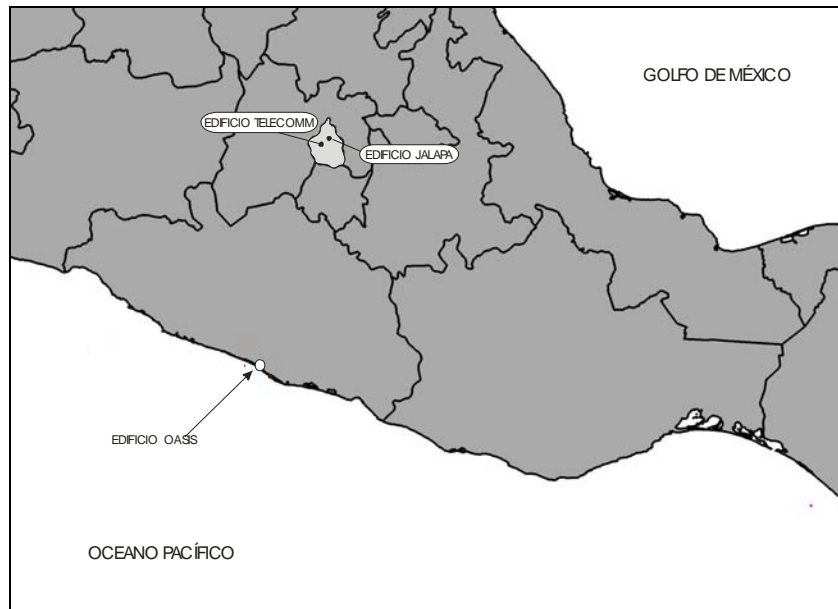 GOLFO DE MÉXICO
EDIFICIO TELECOMM
EDIFICIO JALAPA
EDIFICIO OASIS
OCEANO PACÍFICO